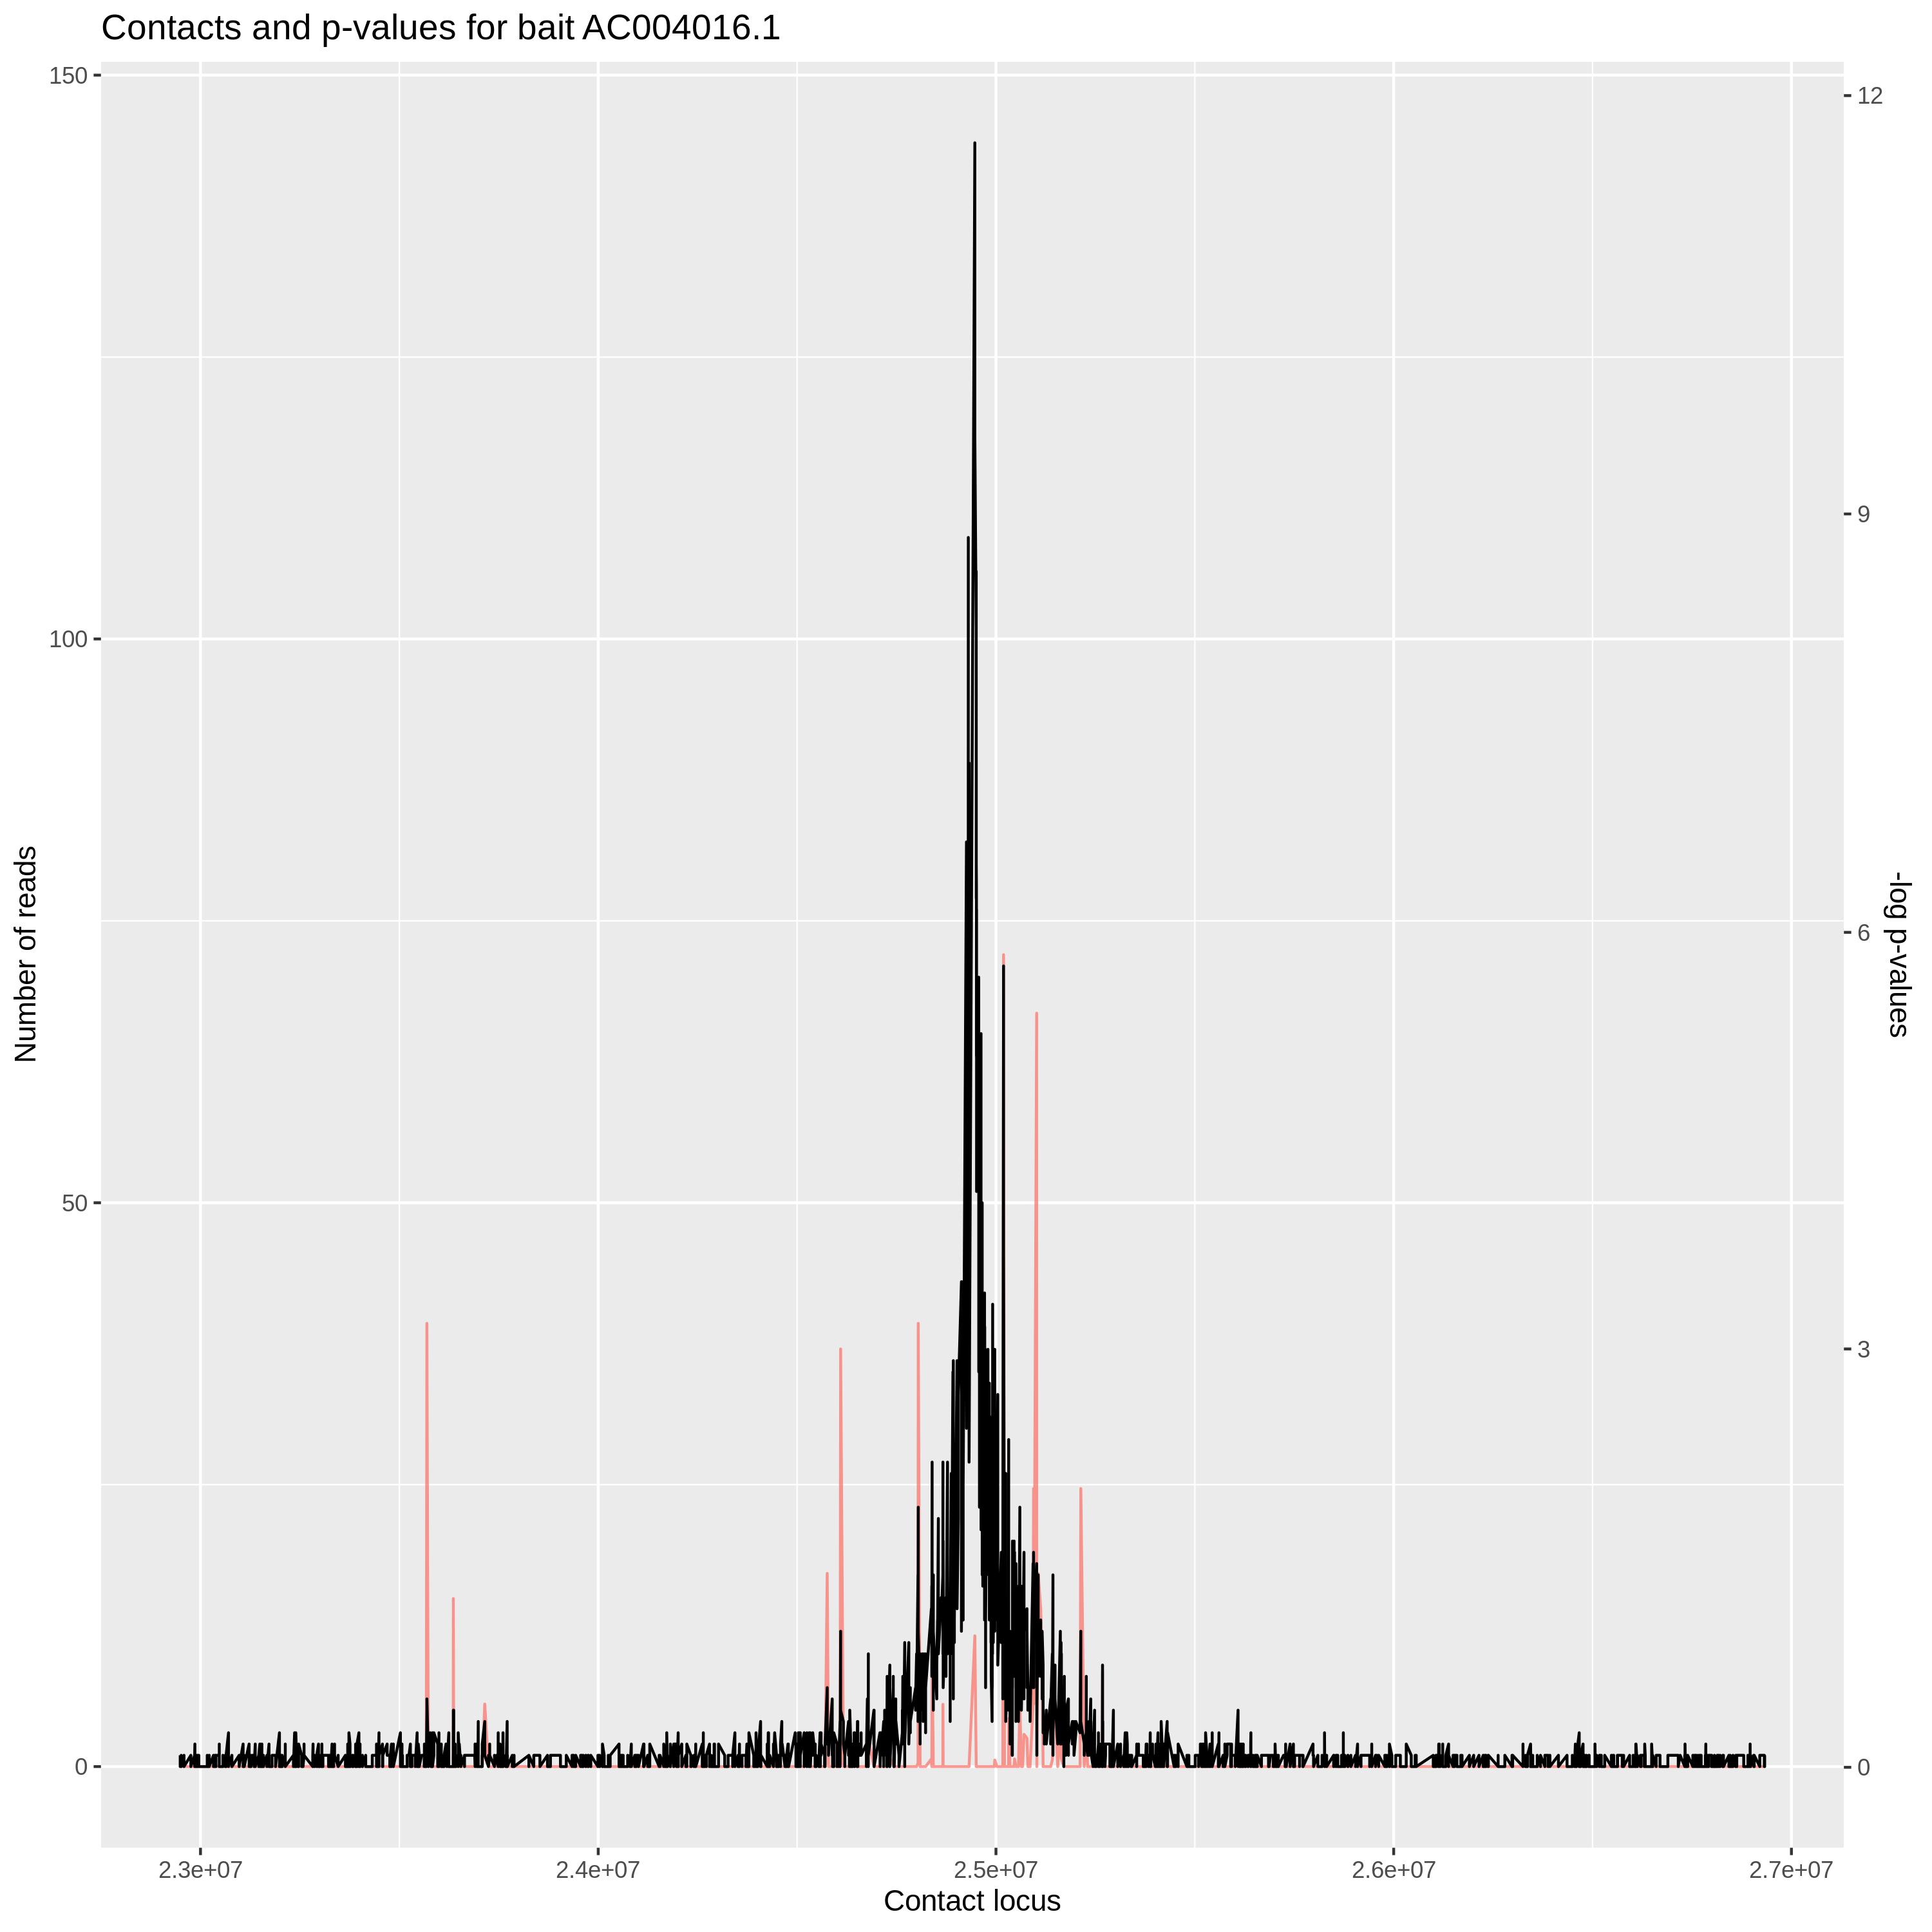 Contacts and p-values for bait AC004016.1
150
100
50
0
Number of reads
12
9
6
3
0
-log p-values
2.3e+07
2.4e+07
2.5e+07
2.6e+07
2.7e+07
Contact locus